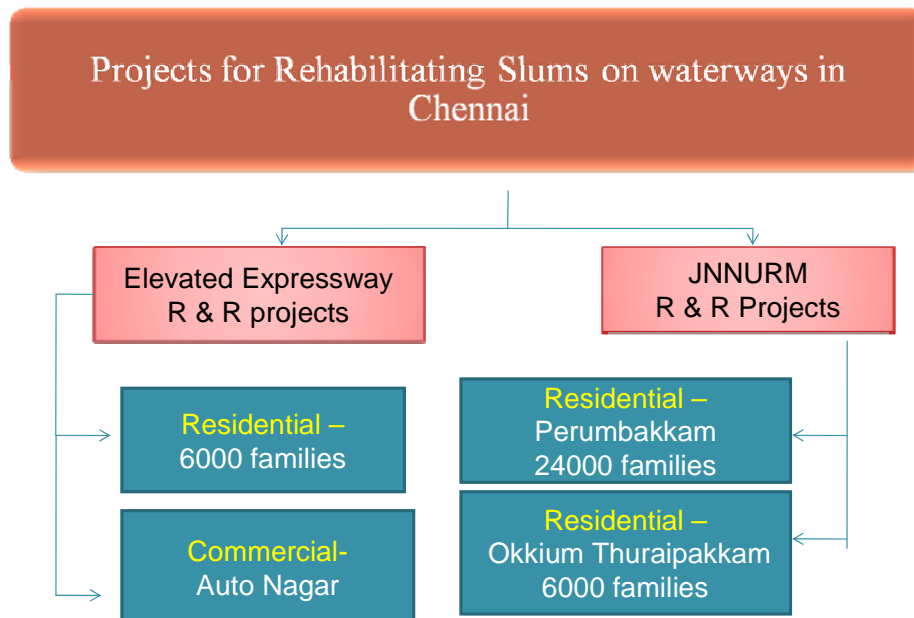 Projects for Rehabilitating Slums on waterways in
Chennai
Elevated Expressway
R & R projects
JNNURM
R & R Projects
Residential –
6000 families
Residential –
Perumbakkam
24000 families
Commercial-
Auto Nagar
Residential –
Okkium Thuraipakkam
6000 families